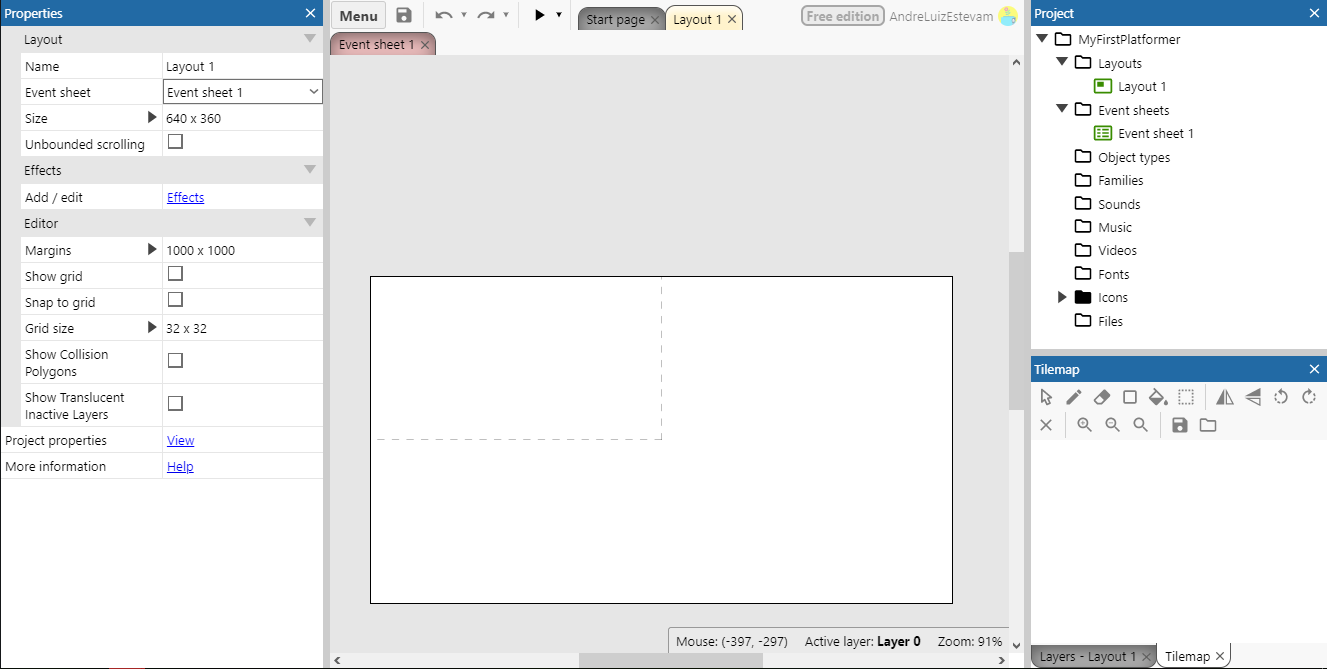 Properties
Layout
Name Layout 1
Event sheet Event sheet 1
Size 640 x 360
Unbounded scrolling
Effects
Add / edit Effects
Editor
Margins 1000 x 1000
Show grid
Snap to grid
Grid size 32 x 32
Show Collision
Polygons
Show Translucent
Inactive Layers
Project properties View
More information Help
Menu Start page Layout 1 Free edition AndreLuizEstevam
Event sheet 1
Mouse: (-397, -297) Active layer: Layer 0 Zoom: 91%
Project
MyFirstPlatformer
Layouts
Layout 1
Event sheets
Event sheet 1
Object types
Families
Sounds
Music
Videos
Fonts
Icons
Files
Tilemap
Layers - Layout 1 Tilemap